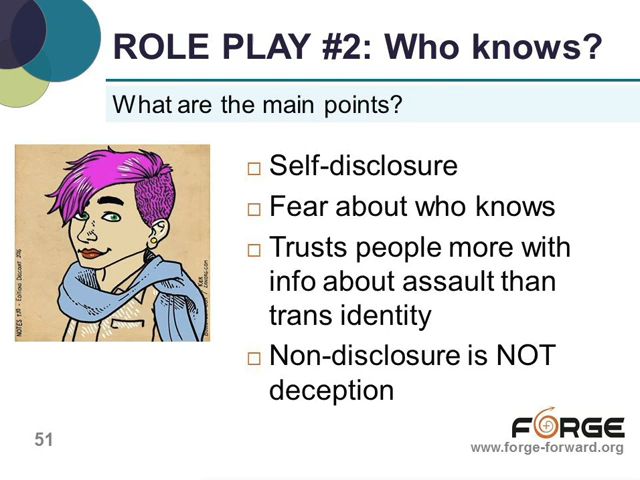 ROLE PLAY #2: Who knows?
What are the main points?
Self-disclosure
Fear about who knows
Trusts people more with
info about assault than
trans identity
Non-disclosure is NOT
deception
51
FORGE
www.forge-forward.org